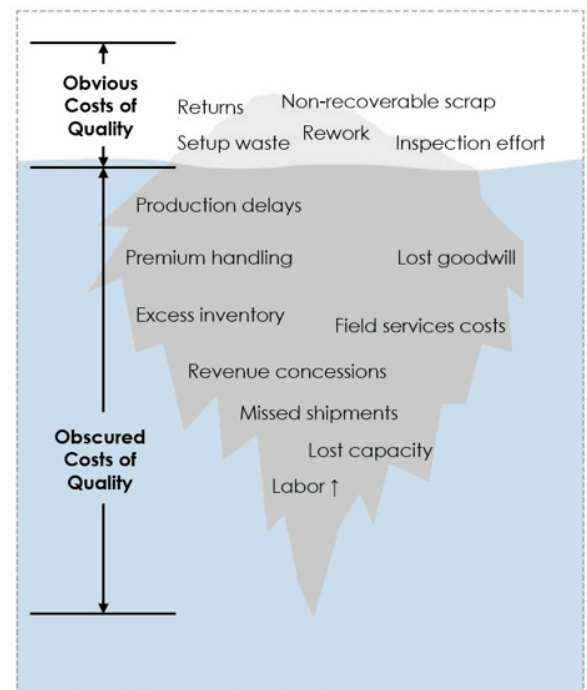 Obvious
Costs of
Quality
Returns
Non-recoverable scrap
Setup waste
Rework
Inspection effort
Production delays
Premium handling
Lost goodwill
Excess inventory
Field services costs
Revenue concessions
Missed shipments
Obscured
Costs of
Quality
Lost capacity
Labor ↑